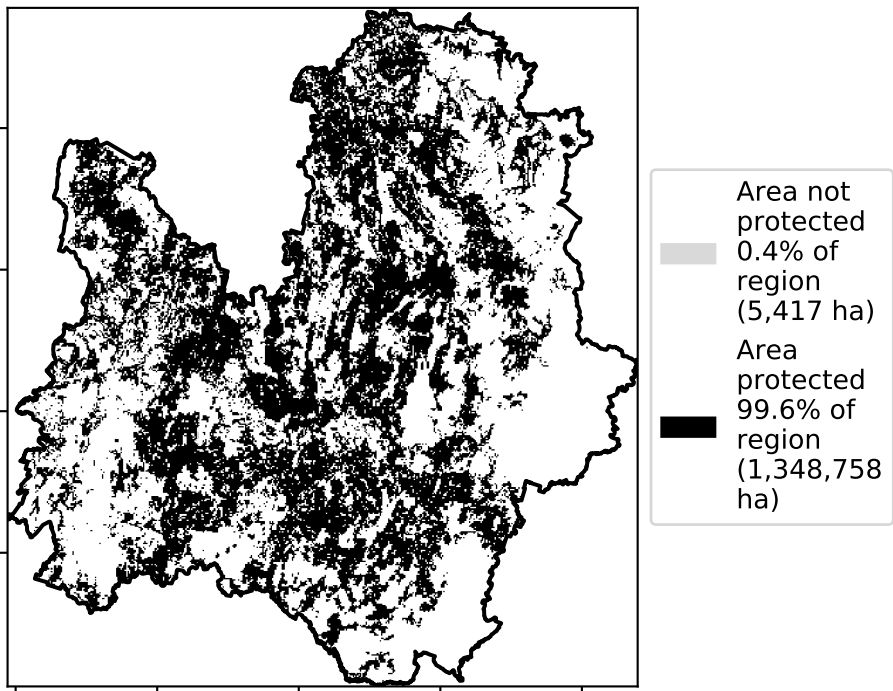 Area not
protected
0.4% of
region
(5,417 ha)
Area
protected
99.6% of
region
(1,348,758
ha)